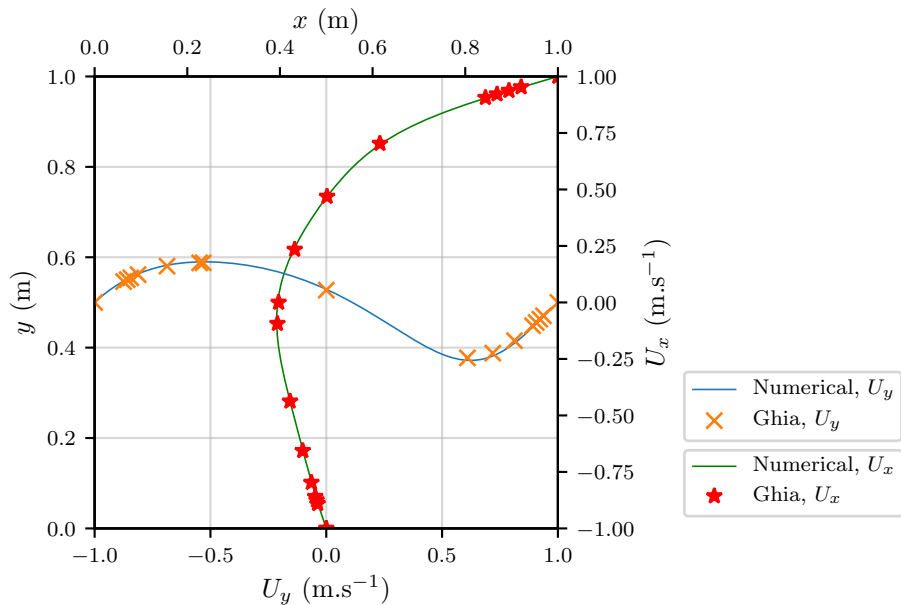 x (m)
0.0 0.2 0.4 0.6 0.8 1.0
1.0 1.00
0.75
0.8
0.50
0.6 0.25
y (m) 0.00 U_x (m.s⁻¹)
0.4 −0.25
−0.50
0.2
−0.75
0.0 −1.00
−1.0 −0.5 0.0 0.5 1.0
U_y (m.s⁻¹)
Numerical, U_y
Ghia, U_y
Numerical, U_x
Ghia, U_x